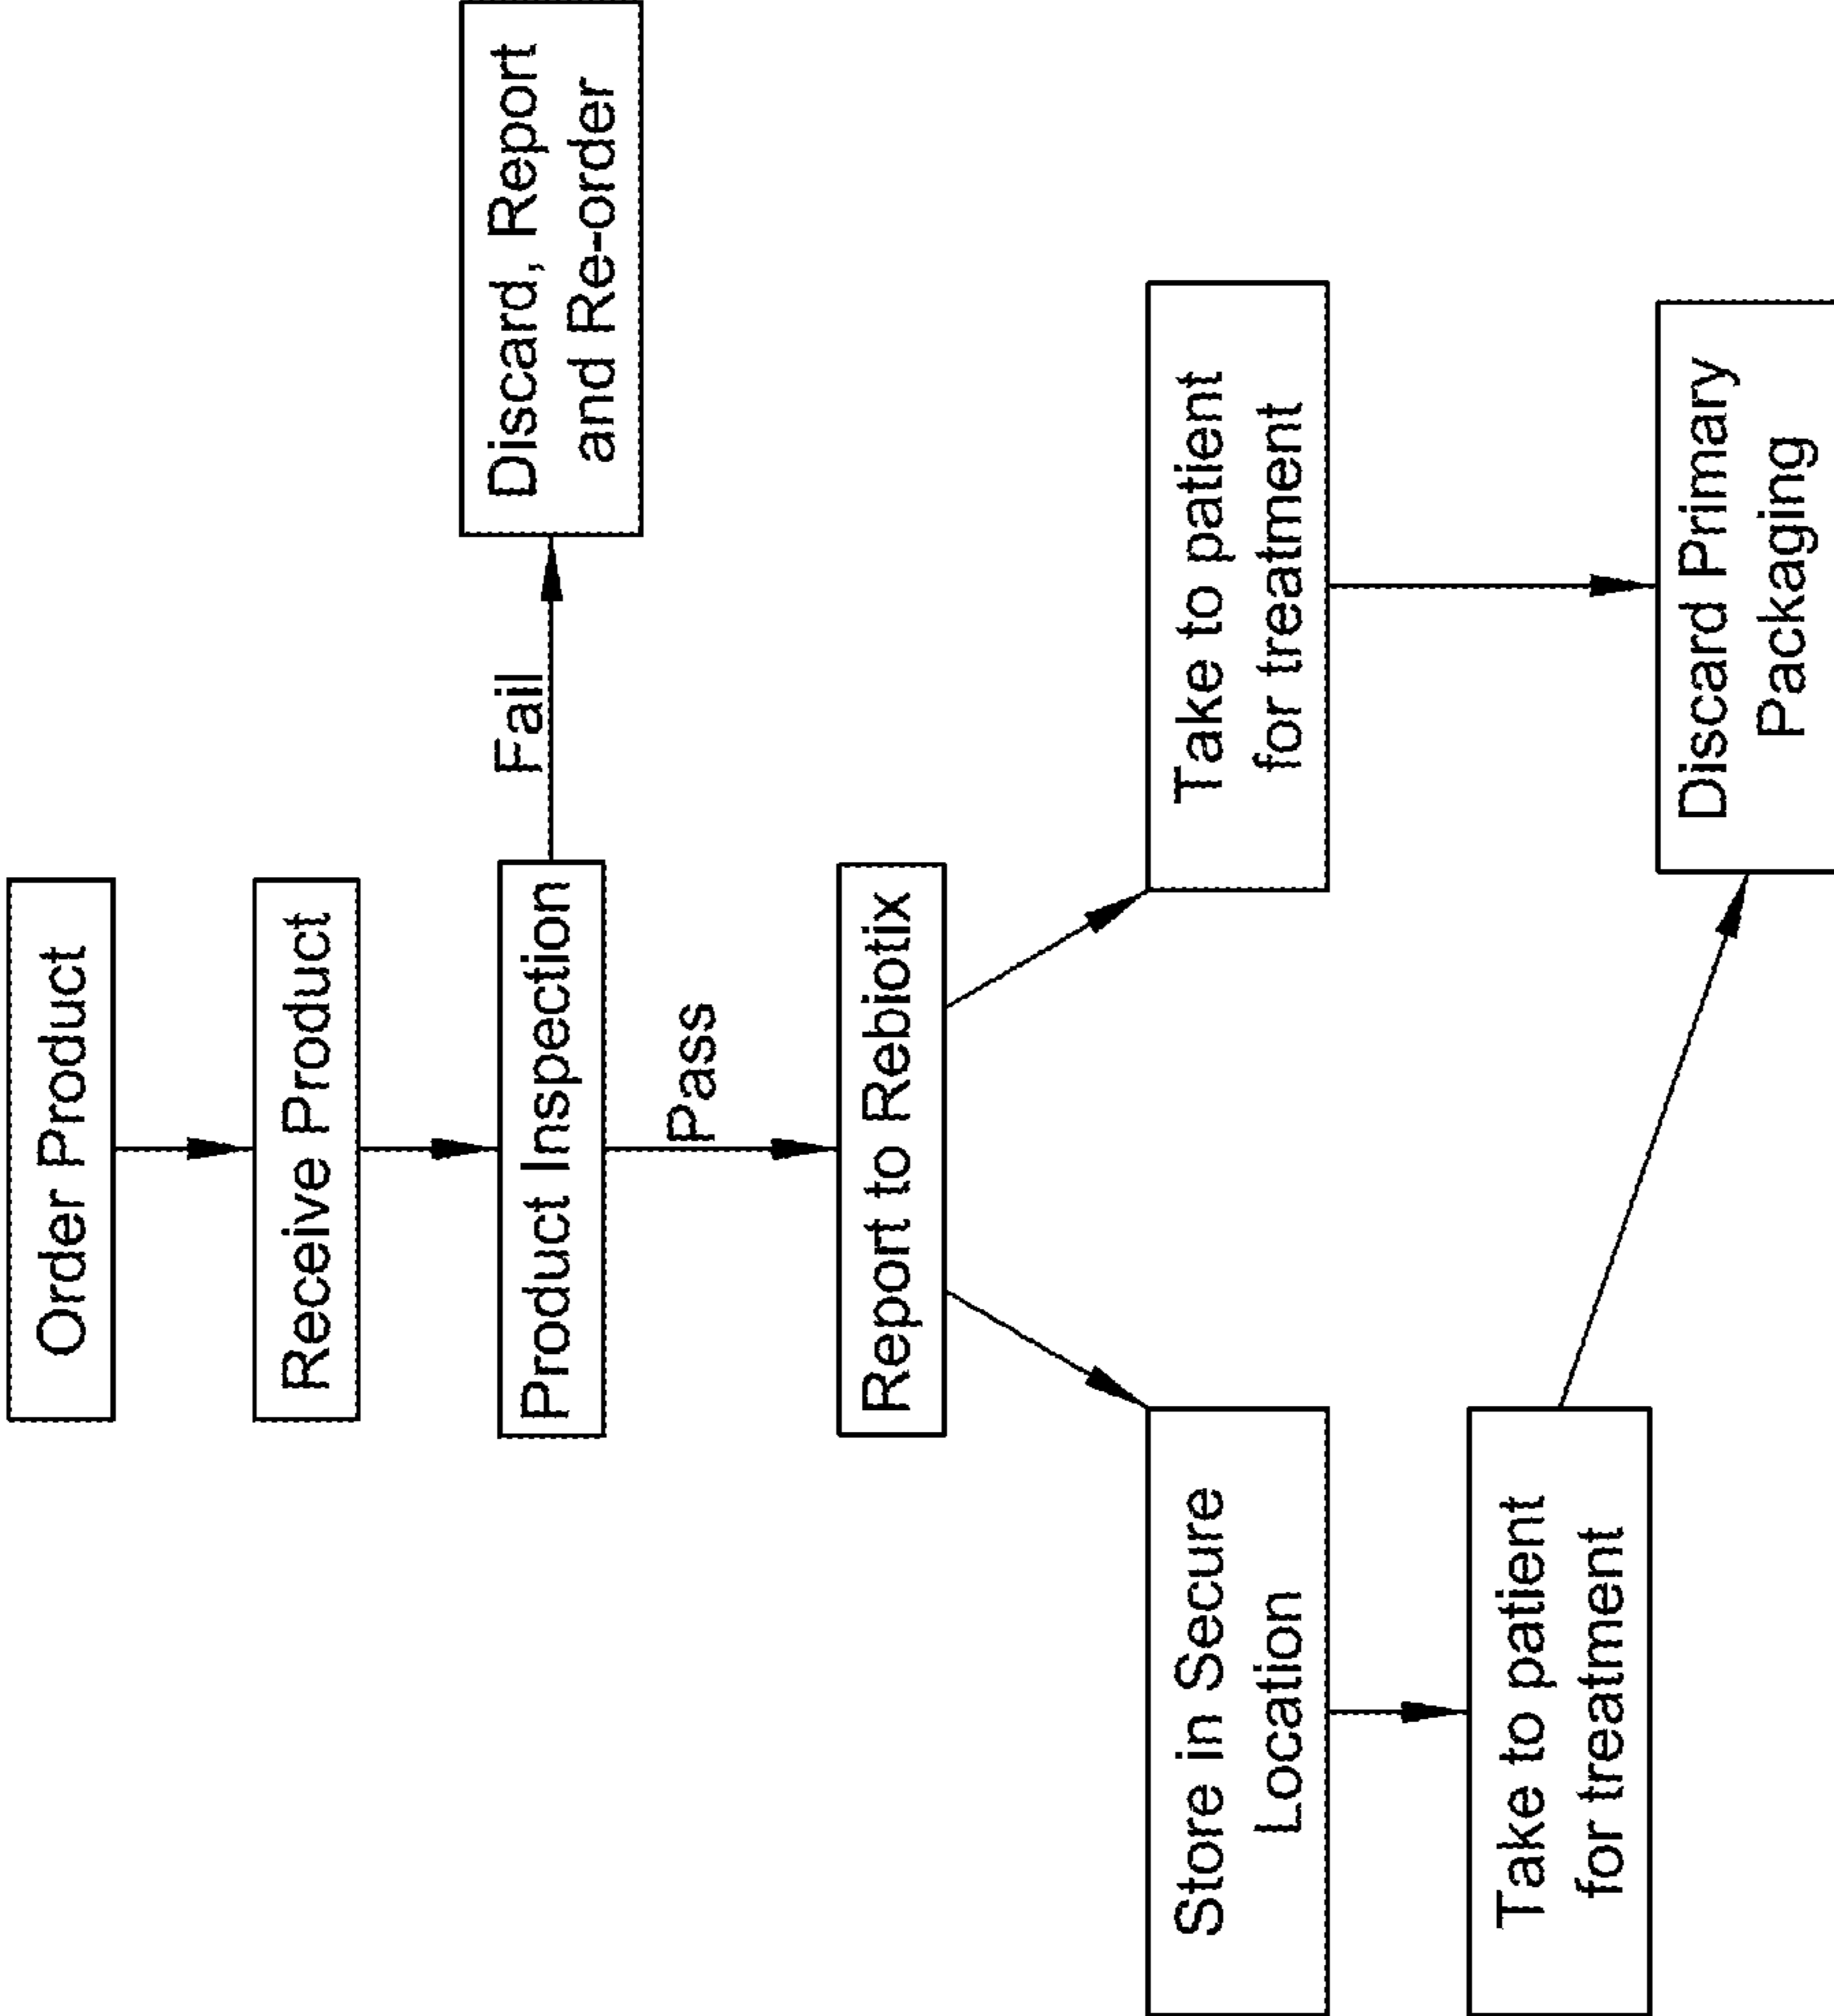 Order Product
Receive Product
Product Inspection
Fail
Discard, Report
and Re-order
Pass
Report to Rebiotix
Store in Secure
Location
Take to patient
for treatment
Take to patient
for treatment
Discard Primary
Packaging